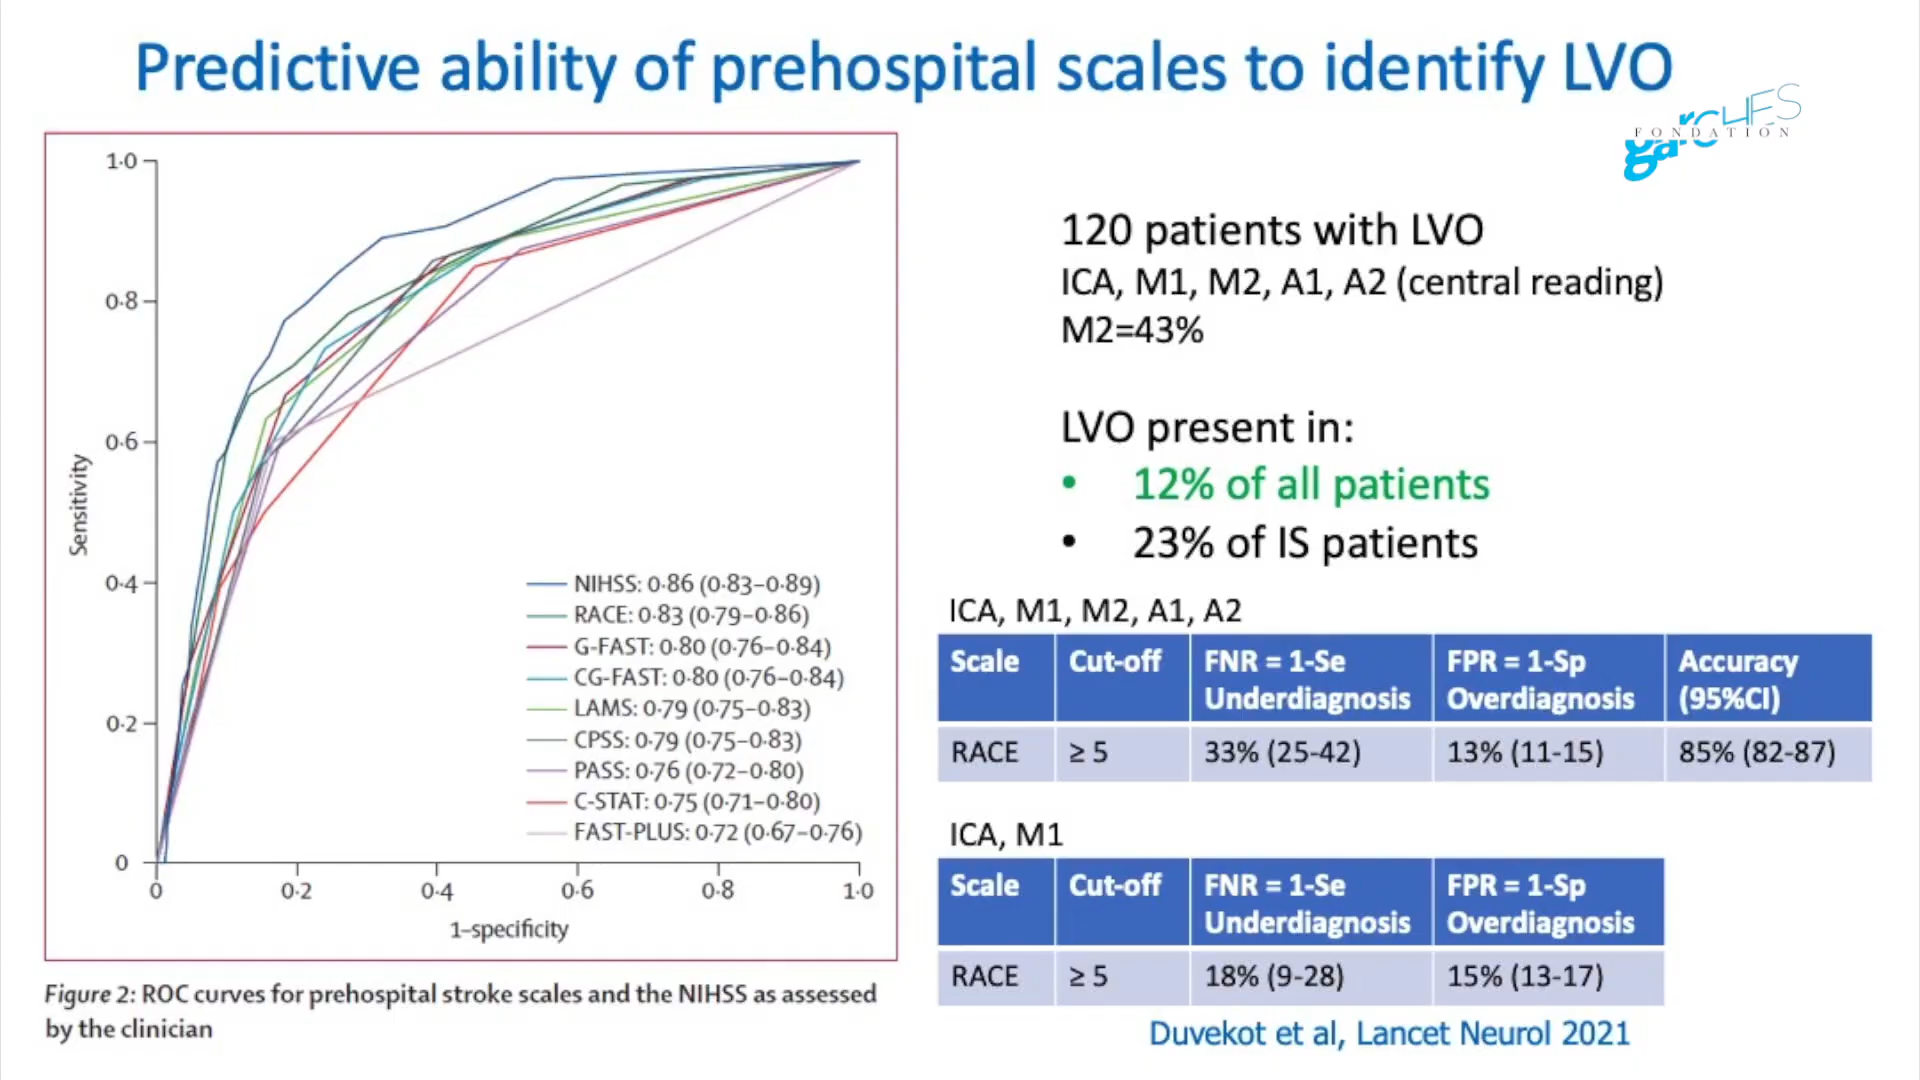 Predictive ability of prehospital scales to identify LVO
garcHES
FONDATION
1·0
0·8
0·6
0·4
0·2
0
Sensitivity
NIHSS: 0·86 (0·83–0·89)
RACE: 0·83 (0·79–0·86)
G-FAST: 0·80 (0·76–0·84)
CG-FAST: 0·80 (0·76–0·84)
LAMS: 0·79 (0·75–0·83)
CPSS: 0·79 (0·75–0·83)
PASS: 0·76 (0·72–0·80)
C-STAT: 0·75 (0·71–0·80)
FAST-PLUS: 0·72 (0·67–0·76)
0 0·2 0·4 0·6 0·8 1·0
1–specificity
Figure 2: ROC curves for prehospital stroke scales and the NIHSS as assessed
by the clinician
120 patients with LVO
ICA, M1, M2, A1, A2 (central reading)
M2=43%
LVO present in:
• 12% of all patients
• 23% of IS patients
ICA, M1, M2, A1, A2
Scale Cut-off FNR = 1-Se FPR = 1-Sp Accuracy
Underdiagnosis Overdiagnosis (95%CI)
RACE ≥ 5 33% (25-42) 13% (11-15) 85% (82-87)
ICA, M1
Scale Cut-off FNR = 1-Se FPR = 1-Sp
Underdiagnosis Overdiagnosis
RACE ≥ 5 18% (9-28) 15% (13-17)
Duvekot et al, Lancet Neurol 2021